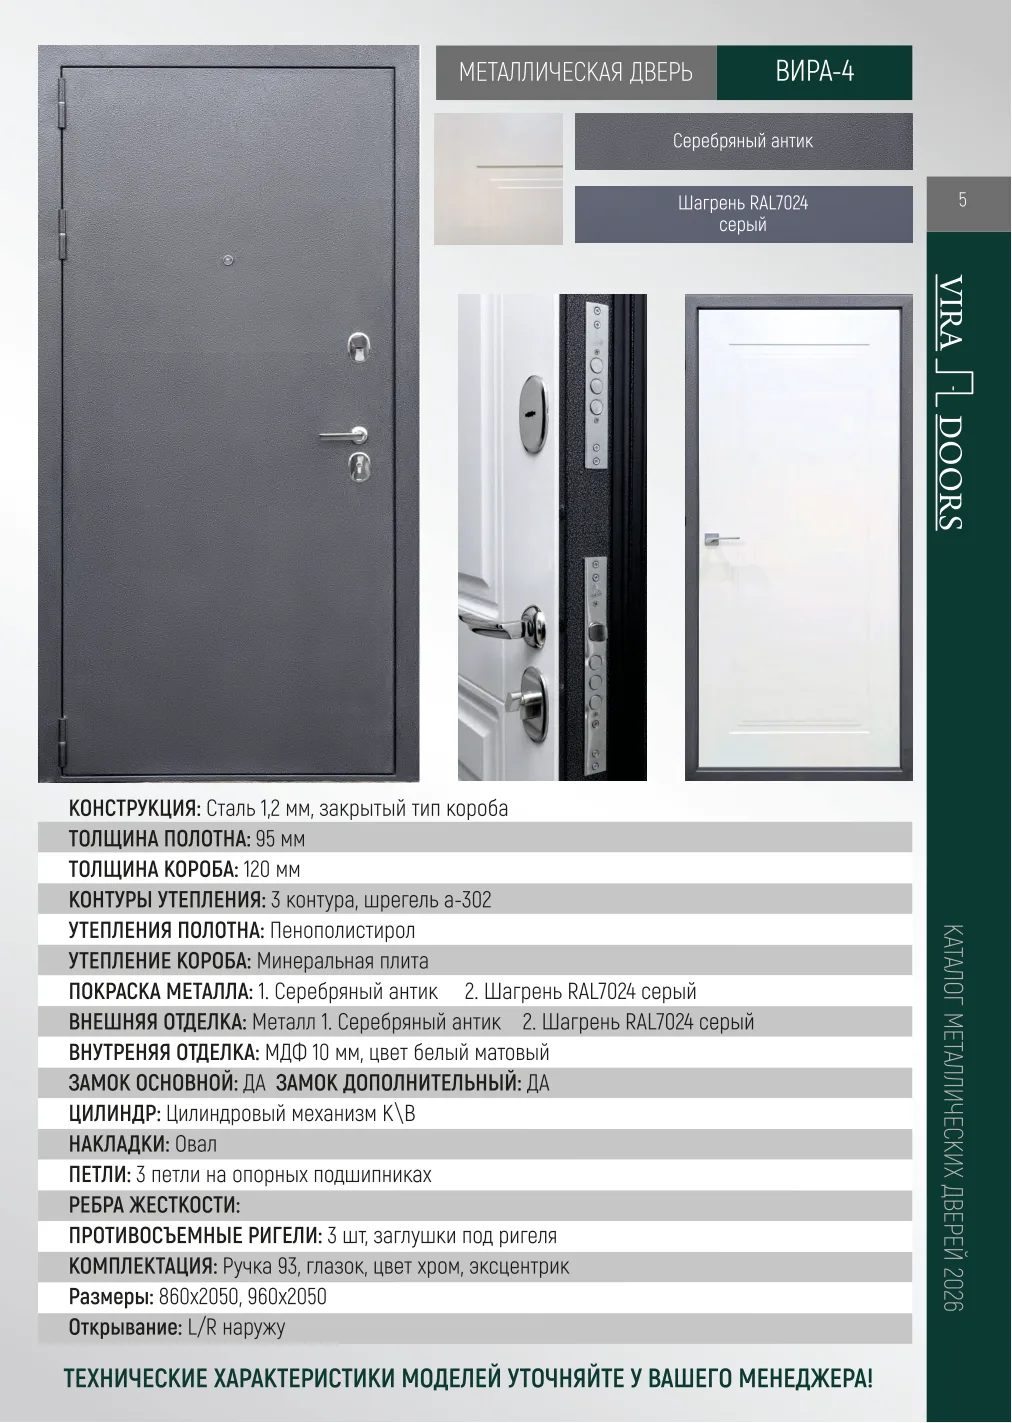 МЕТАЛЛИЧЕСКАЯ ДВЕРЬ
ВИРА-4
Серебряный антик
Шагрень RAL7024
серый
5
VIRA DOORS
КОНСТРУКЦИЯ: Сталь 1,2 мм, закрытый тип короба
ТОЛЩИНА ПОЛОТНА: 95 мм
ТОЛЩИНА КОРОБА: 120 мм
КОНТУРЫ УТЕПЛЕНИЯ: 3 контура, шрегель а-302
УТЕПЛЕНИЯ ПОЛОТНА: Пенополистирол
УТЕПЛЕНИЕ КОРОБА: Минеральная плита
ПОКРАСКА МЕТАЛЛА: 1. Серебряный антик 2. Шагрень RAL7024 серый
ВНЕШНЯЯ ОТДЕЛКА: Металл 1. Серебряный антик 2. Шагрень RAL7024 серый
ВНУТРЕНЯЯ ОТДЕЛКА: МДФ 10 мм, цвет белый матовый
ЗАМОК ОСНОВНОЙ: ДА ЗАМОК ДОПОЛНИТЕЛЬНЫЙ: ДА
ЦИЛИНДР: Цилиндровый механизм К\В
НАКЛАДКИ: Овал
ПЕТЛИ: 3 петли на опорных подшипниках
РЕБРА ЖЕСТКОСТИ:
ПРОТИВОСЪЕМНЫЕ РИГЕЛИ: 3 шт, заглушки под ригеля
КОМПЛЕКТАЦИЯ: Ручка 93, глазок, цвет хром, эксцентрик
Размеры: 860х2050, 960х2050
Открывание: L/R наружу
ТЕХНИЧЕСКИЕ ХАРАКТЕРИСТИКИ МОДЕЛЕЙ УТОЧНЯЙТЕ У ВАШЕГО МЕНЕДЖЕРА!
КАТАЛОГ МЕТАЛЛИЧЕСКИХ ДВЕРЕЙ 2026